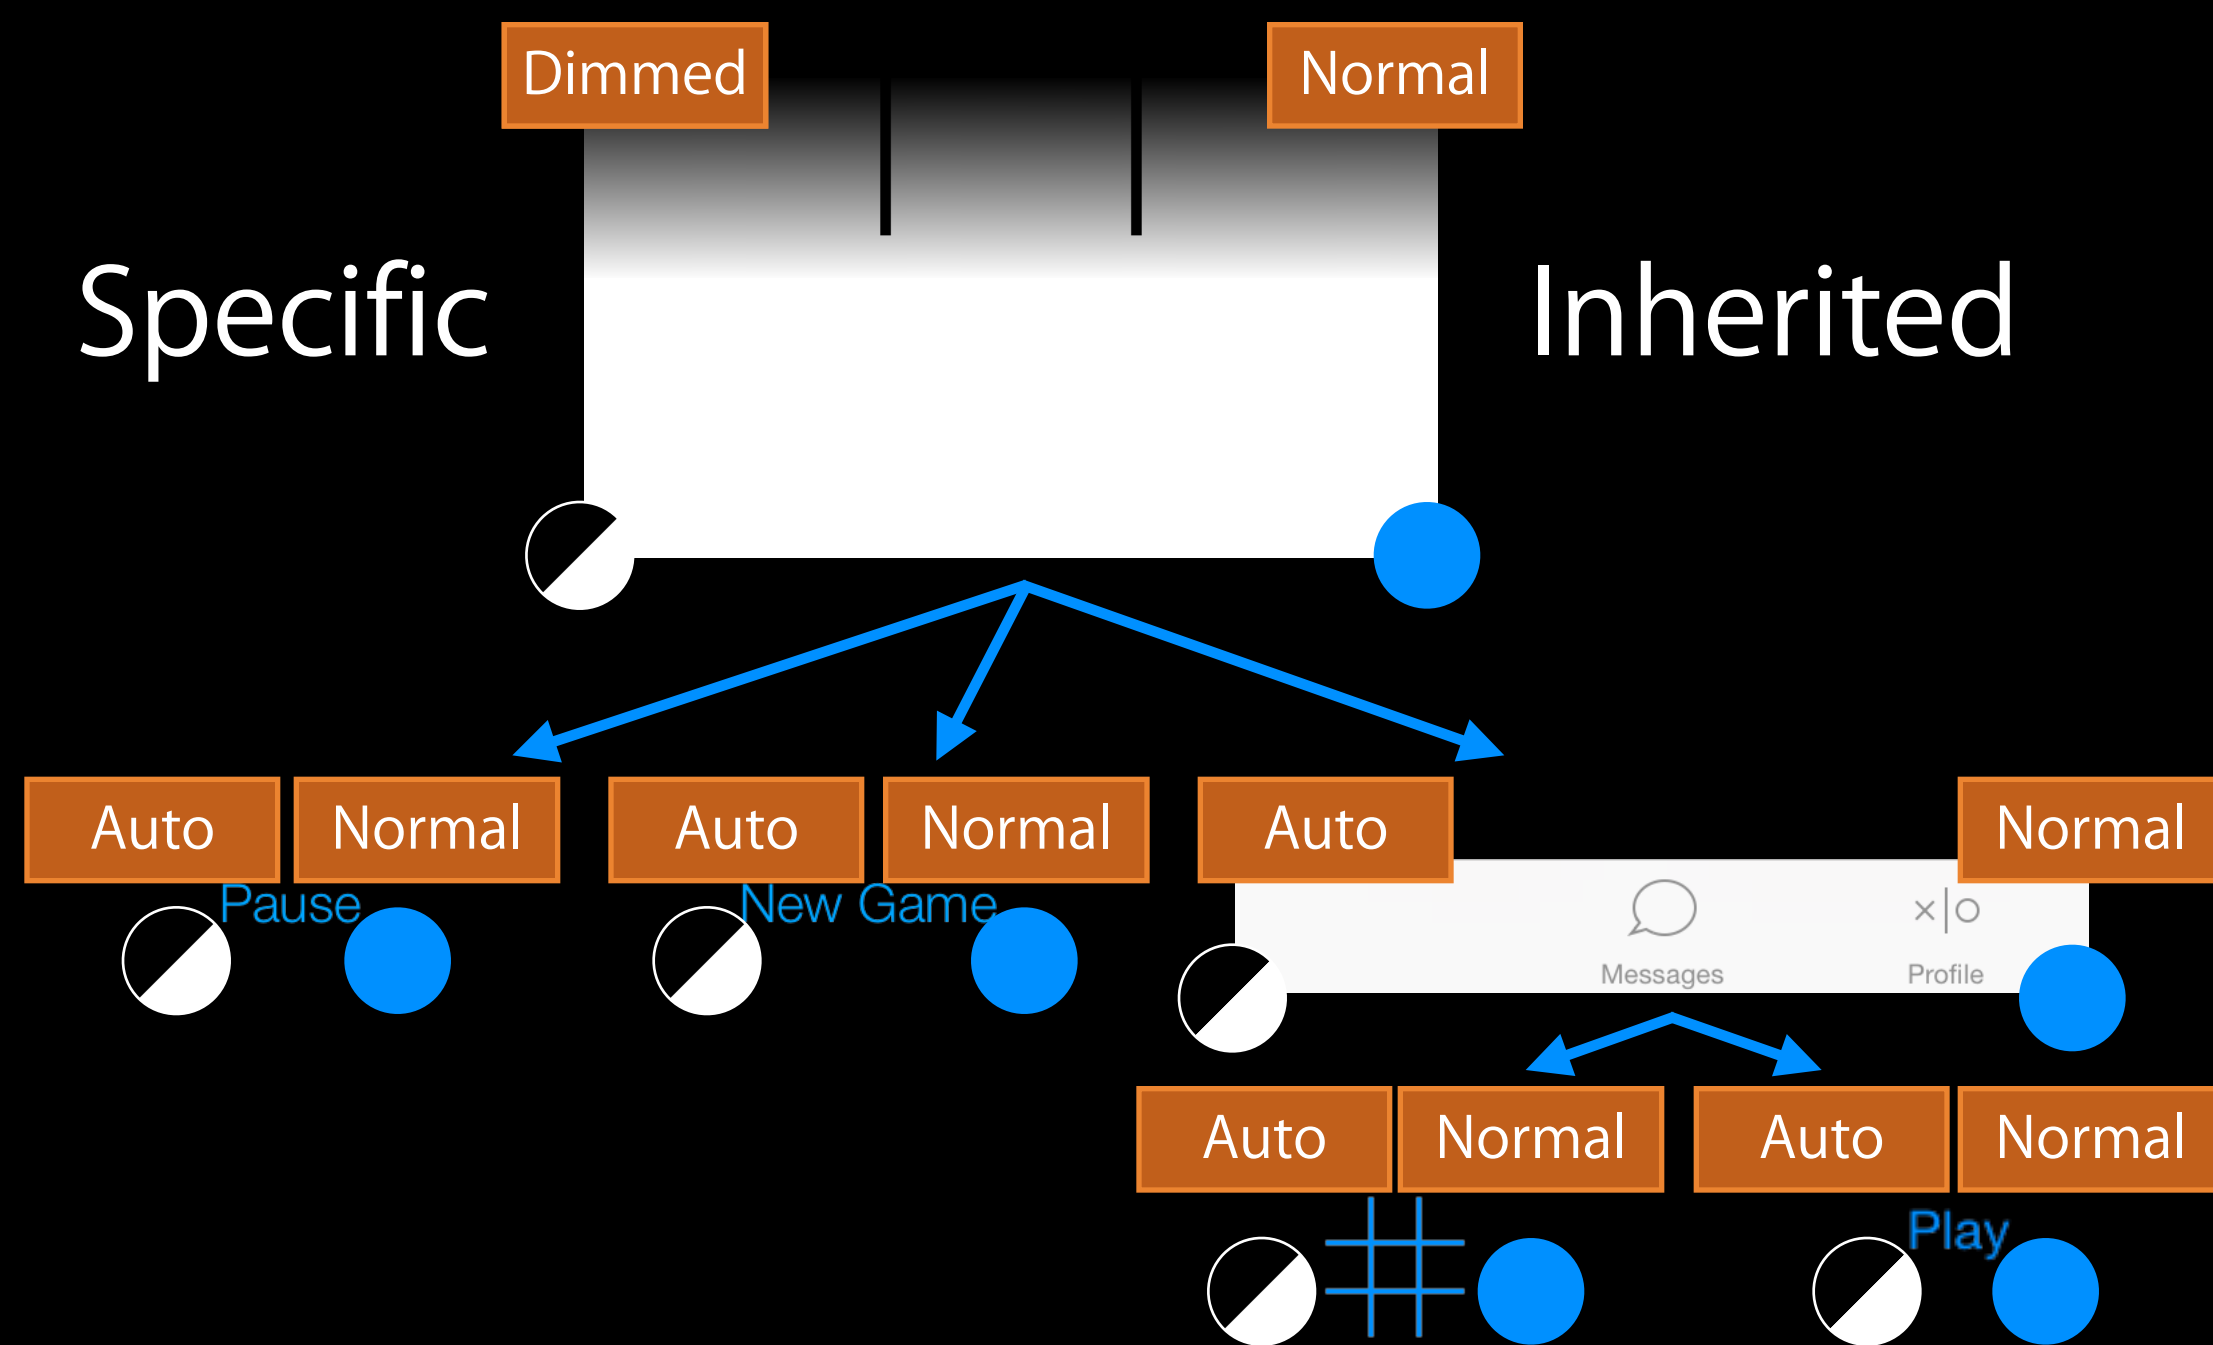 Dimmed
Normal
Specific
Inherited
Auto
Normal
Auto
Normal
Auto
Normal
Pause
New Game
Messages
Profile
Auto
Normal
Auto
Normal
Play